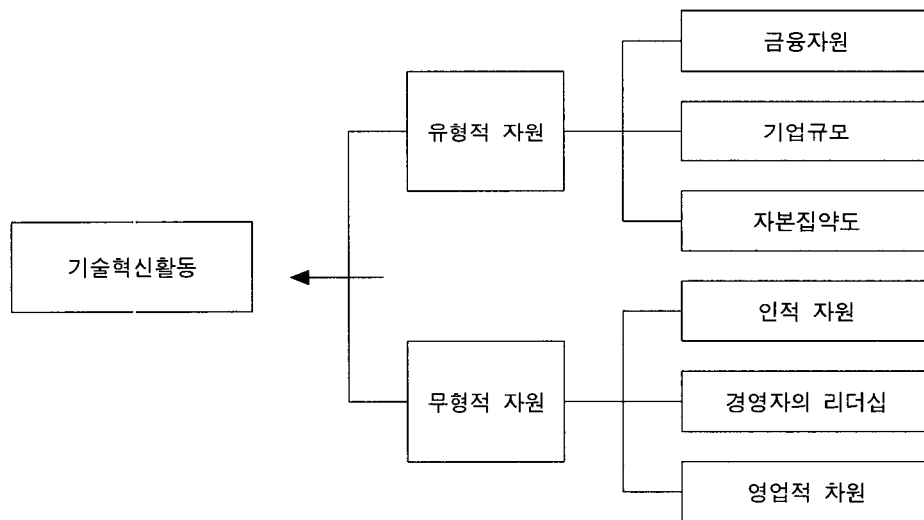 금융자원
유형적 자원
기업규모
자본집약도
기술혁신활동
인적 자원
무형적 자원
경영자의 리더십
영업적 차원